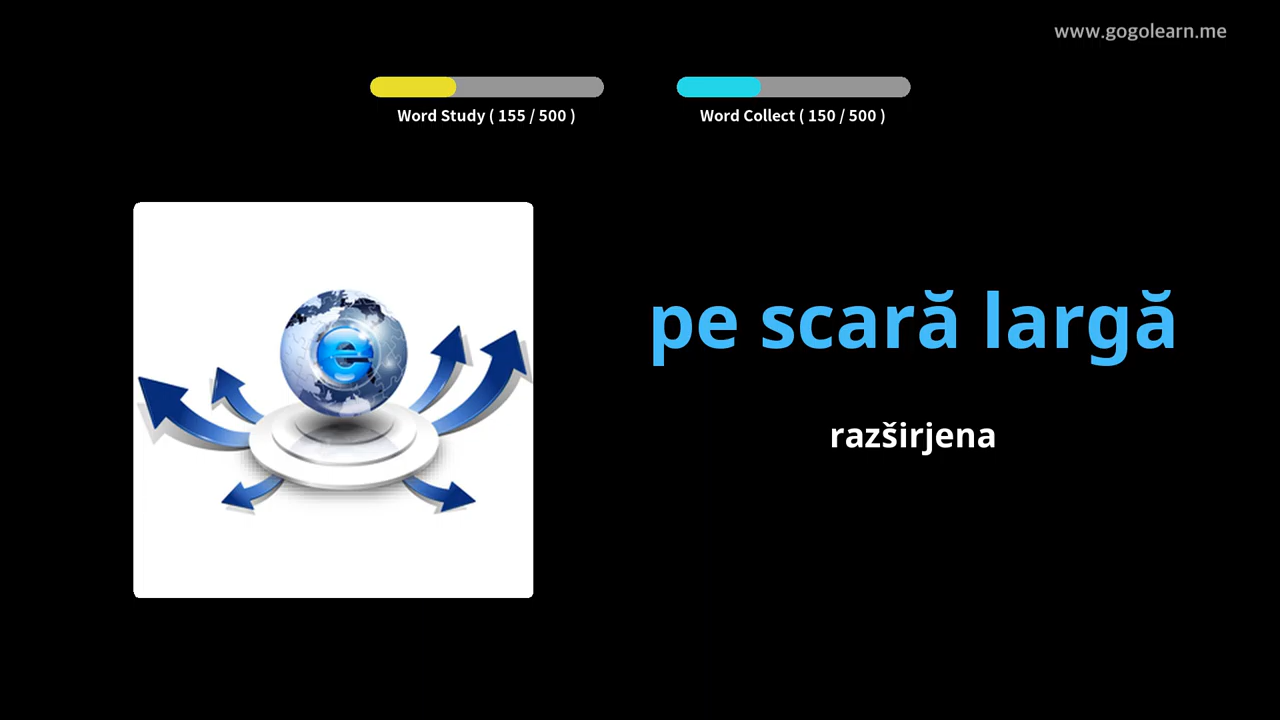 www.gogolearn.me
Word Study ( 155 / 500 )
Word Collect ( 150 / 500 )
e
pe scară largă
razširjena